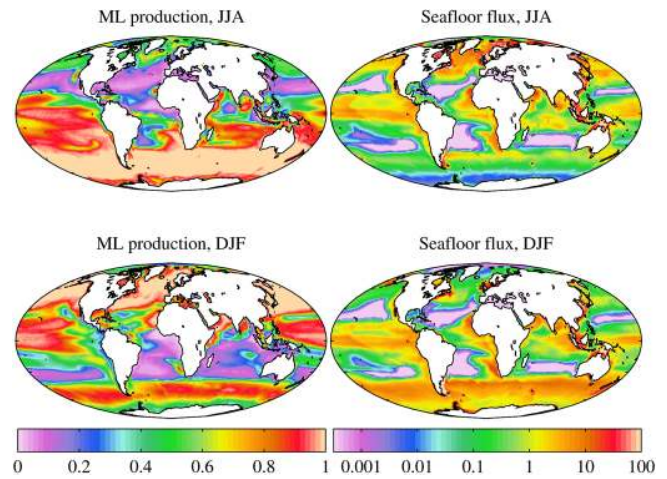 ML production, JJA
Seafloor flux, JJA
ML production, DJF
Seafloor flux, DJF
0 0.2 0.4 0.6 0.8 1
0.001 0.01 0.1 1 10 100